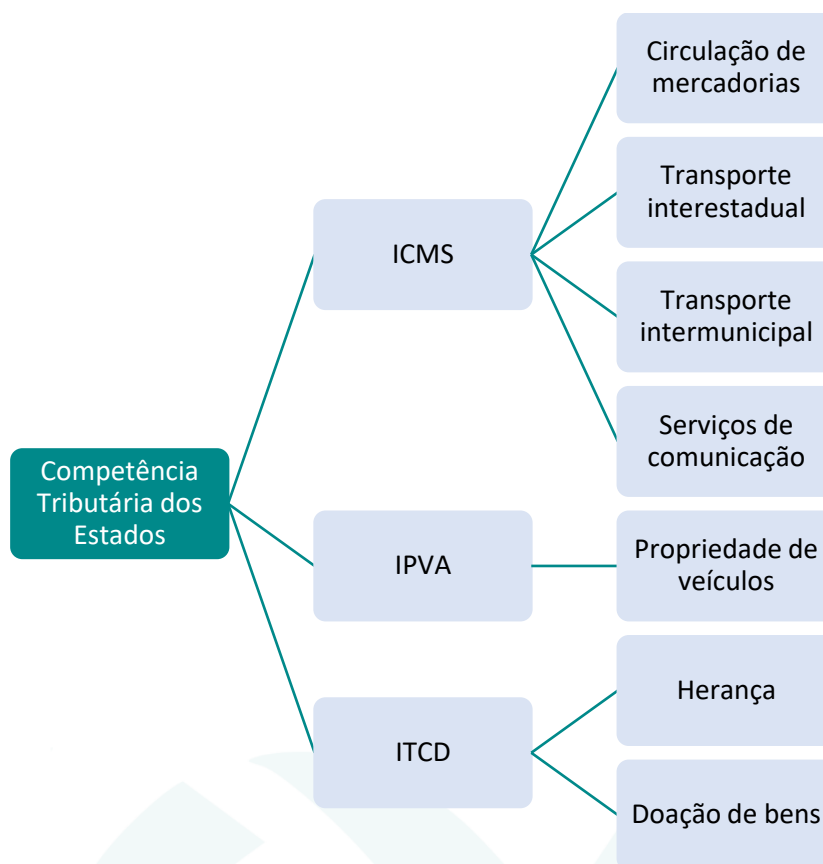 Circulação de
mercadorias
Transporte
interestadual
ICMS
Transporte
intermunicipal
Serviços de
comunicação
Competência
Tributária dos
Estados
IPVA
Propriedade de
veículos
Herança
ITCD
Doação de bens